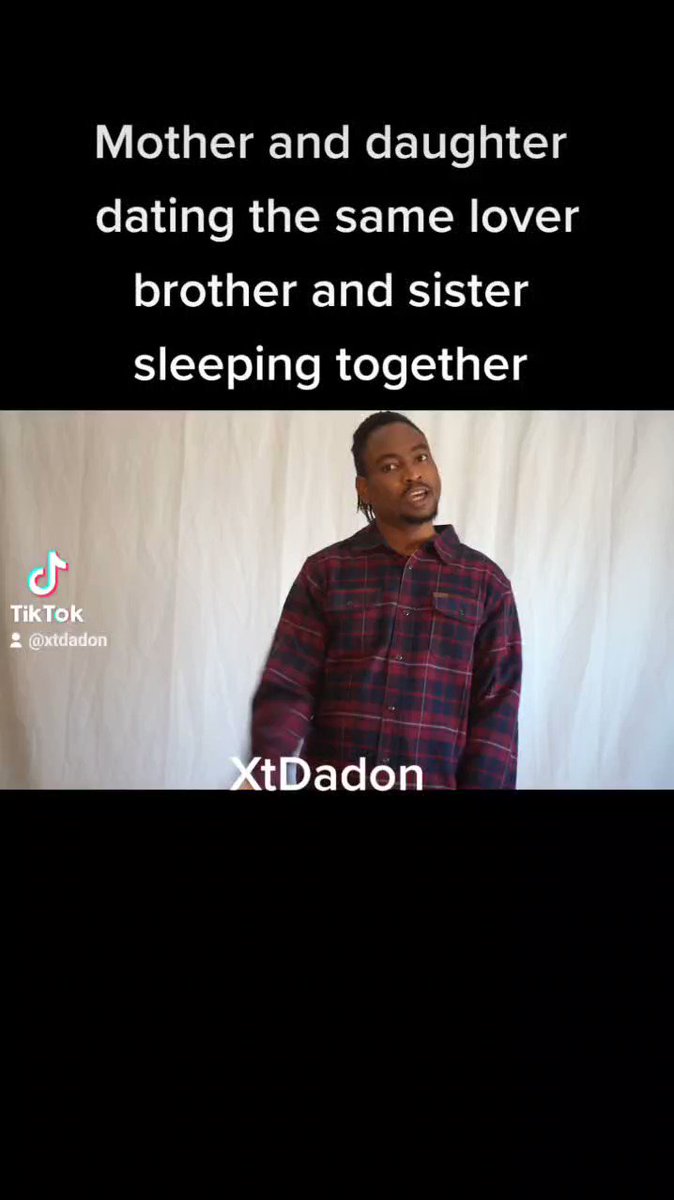 Mother and daughter
dating the same lover
brother and sister
sleeping together
TikTok
@xtdadon
XtDadon